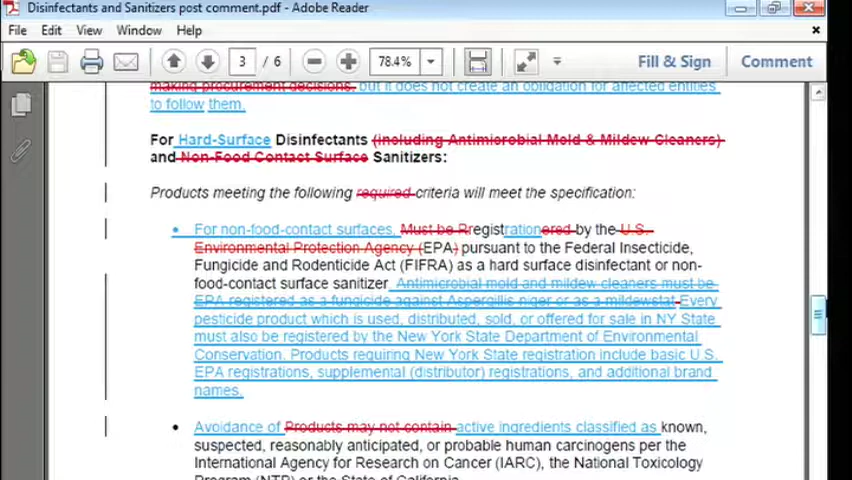 Disinfectants and Sanitizers post comment.pdf - Adobe Reader
File Edit View Window Help
3 / 6 78.4% Fill & Sign Comment
making procurement decisions, but it does not create an obligation for affected entities
to follow them.
For Hard-Surface Disinfectants (including Antimicrobial Mold & Mildew Cleaners)
and Non-Food Contact Surface Sanitizers:
Products meeting the following required criteria will meet the specification:
• For non-food-contact surfaces, Must be Rregistrationered by the U.S.
Environmental Protection Agency (EPA) pursuant to the Federal Insecticide,
Fungicide and Rodenticide Act (FIFRA) as a hard surface disinfectant or non-
food-contact surface sanitizer. Antimicrobial mold and mildew cleaners must be
EPA registered as a fungicide against Aspergillis niger or as a mildewstat Every
pesticide product which is used, distributed, sold, or offered for sale in NY State
must also be registered by the New York State Department of Environmental
Conservation. Products requiring New York State registration include basic U.S.
EPA registrations, supplemental (distributor) registrations, and additional brand
names.
• Avoidance of Products may not contain active ingredients classified as known,
suspected, reasonably anticipated, or probable human carcinogens per the
International Agency for Research on Cancer (IARC), the National Toxicology
Program (NTP) or the State of California